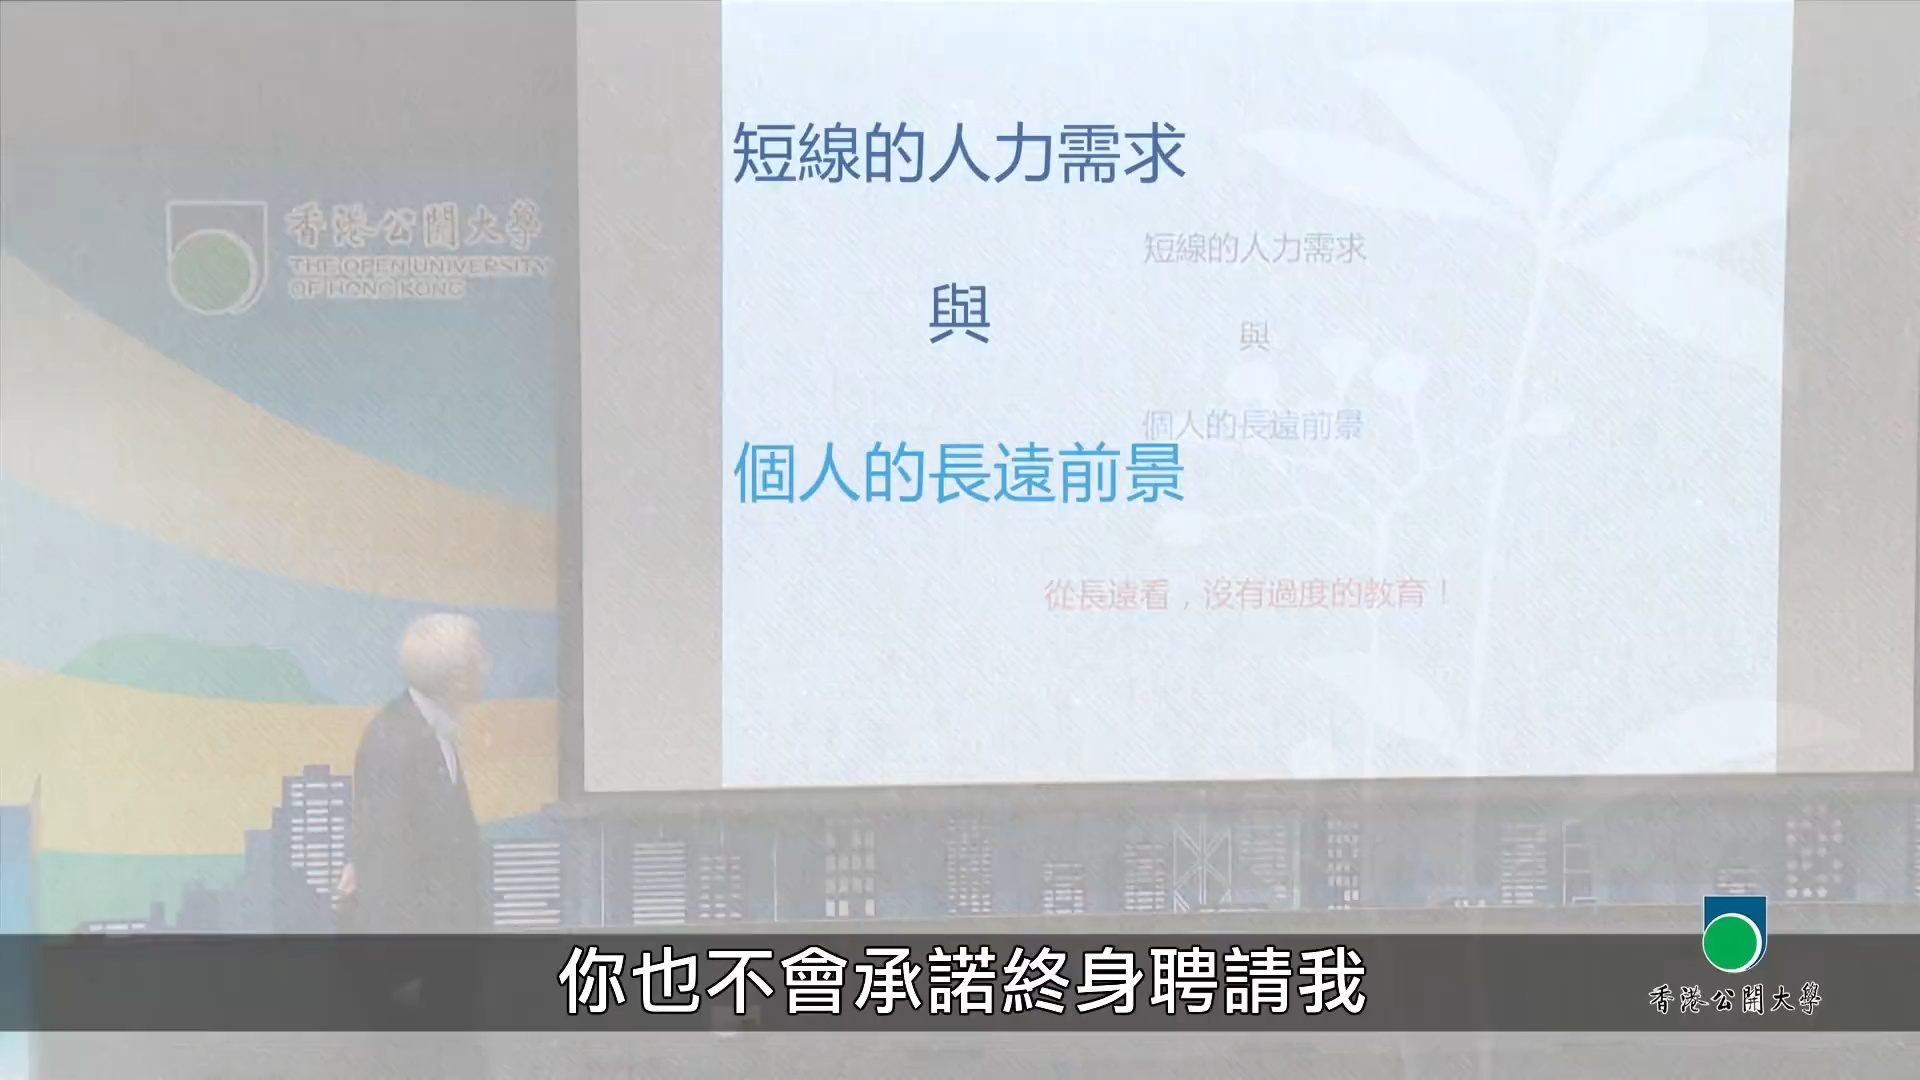 短線的人力需求
與
個人的長遠前景
短線的人力需求
與
個人的長遠前景
從長遠看，沒有過度的教育！
香港公開大學
THE OPEN UNIVERSITY
OF HONG KONG
你也不會承諾終身聘請我
香港公開大學